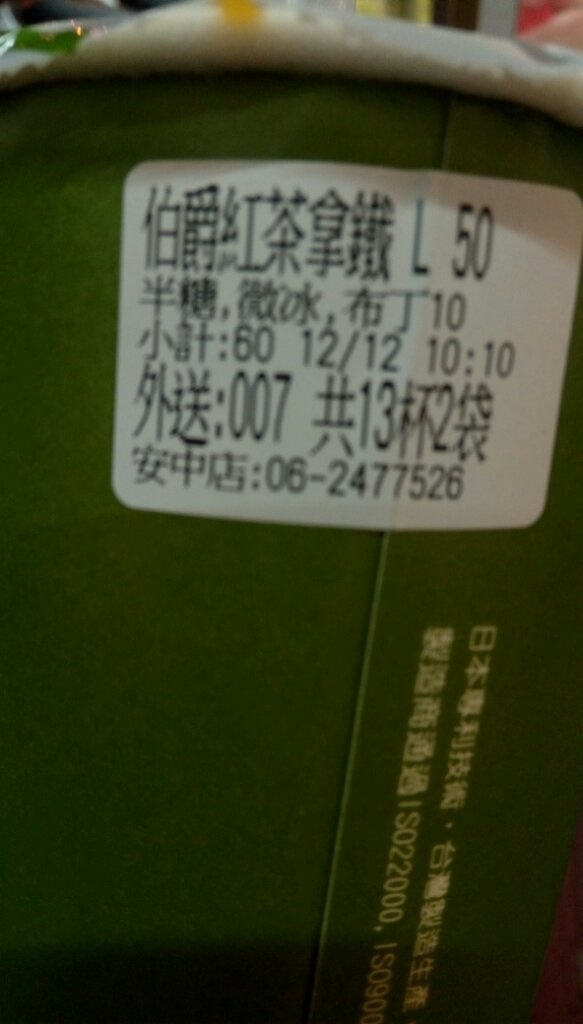 伯爵紅茶拿鐵 L 50
半糖,微冰,布丁10
小計:60 12/12 10:10
外送:007 共13杯2袋
安中店:06-2477526
日本專利技術．台灣製造生產
製造商通過ISO22000,ISO900